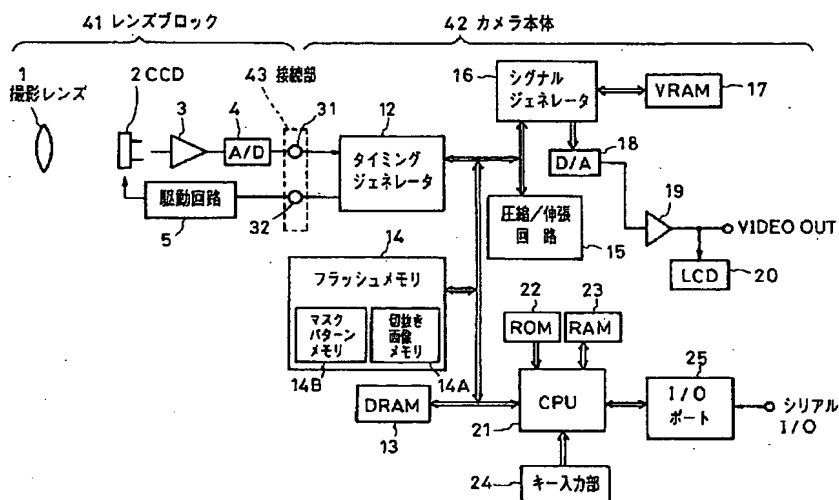 41 レンズブロック
42 カメラ本体
1
撮影レンズ
2 CCD
3
4
A/D
43 接続部
31
32
駆動回路
5
12
タイミング
ジェネレータ
16
シグナル
ジェネレータ
VRAM
17
D/A
18
圧縮/伸張
回路
15
19
VIDEO OUT
LCD
20
14
フラッシュメモリ
マスク
パターン
メモリ
14B
切抜き
画像
メモリ
14A
DRAM
13
22
ROM
23
RAM
CPU
21
25
I/O
ポート
シリアル
I/O
24
キー入力部